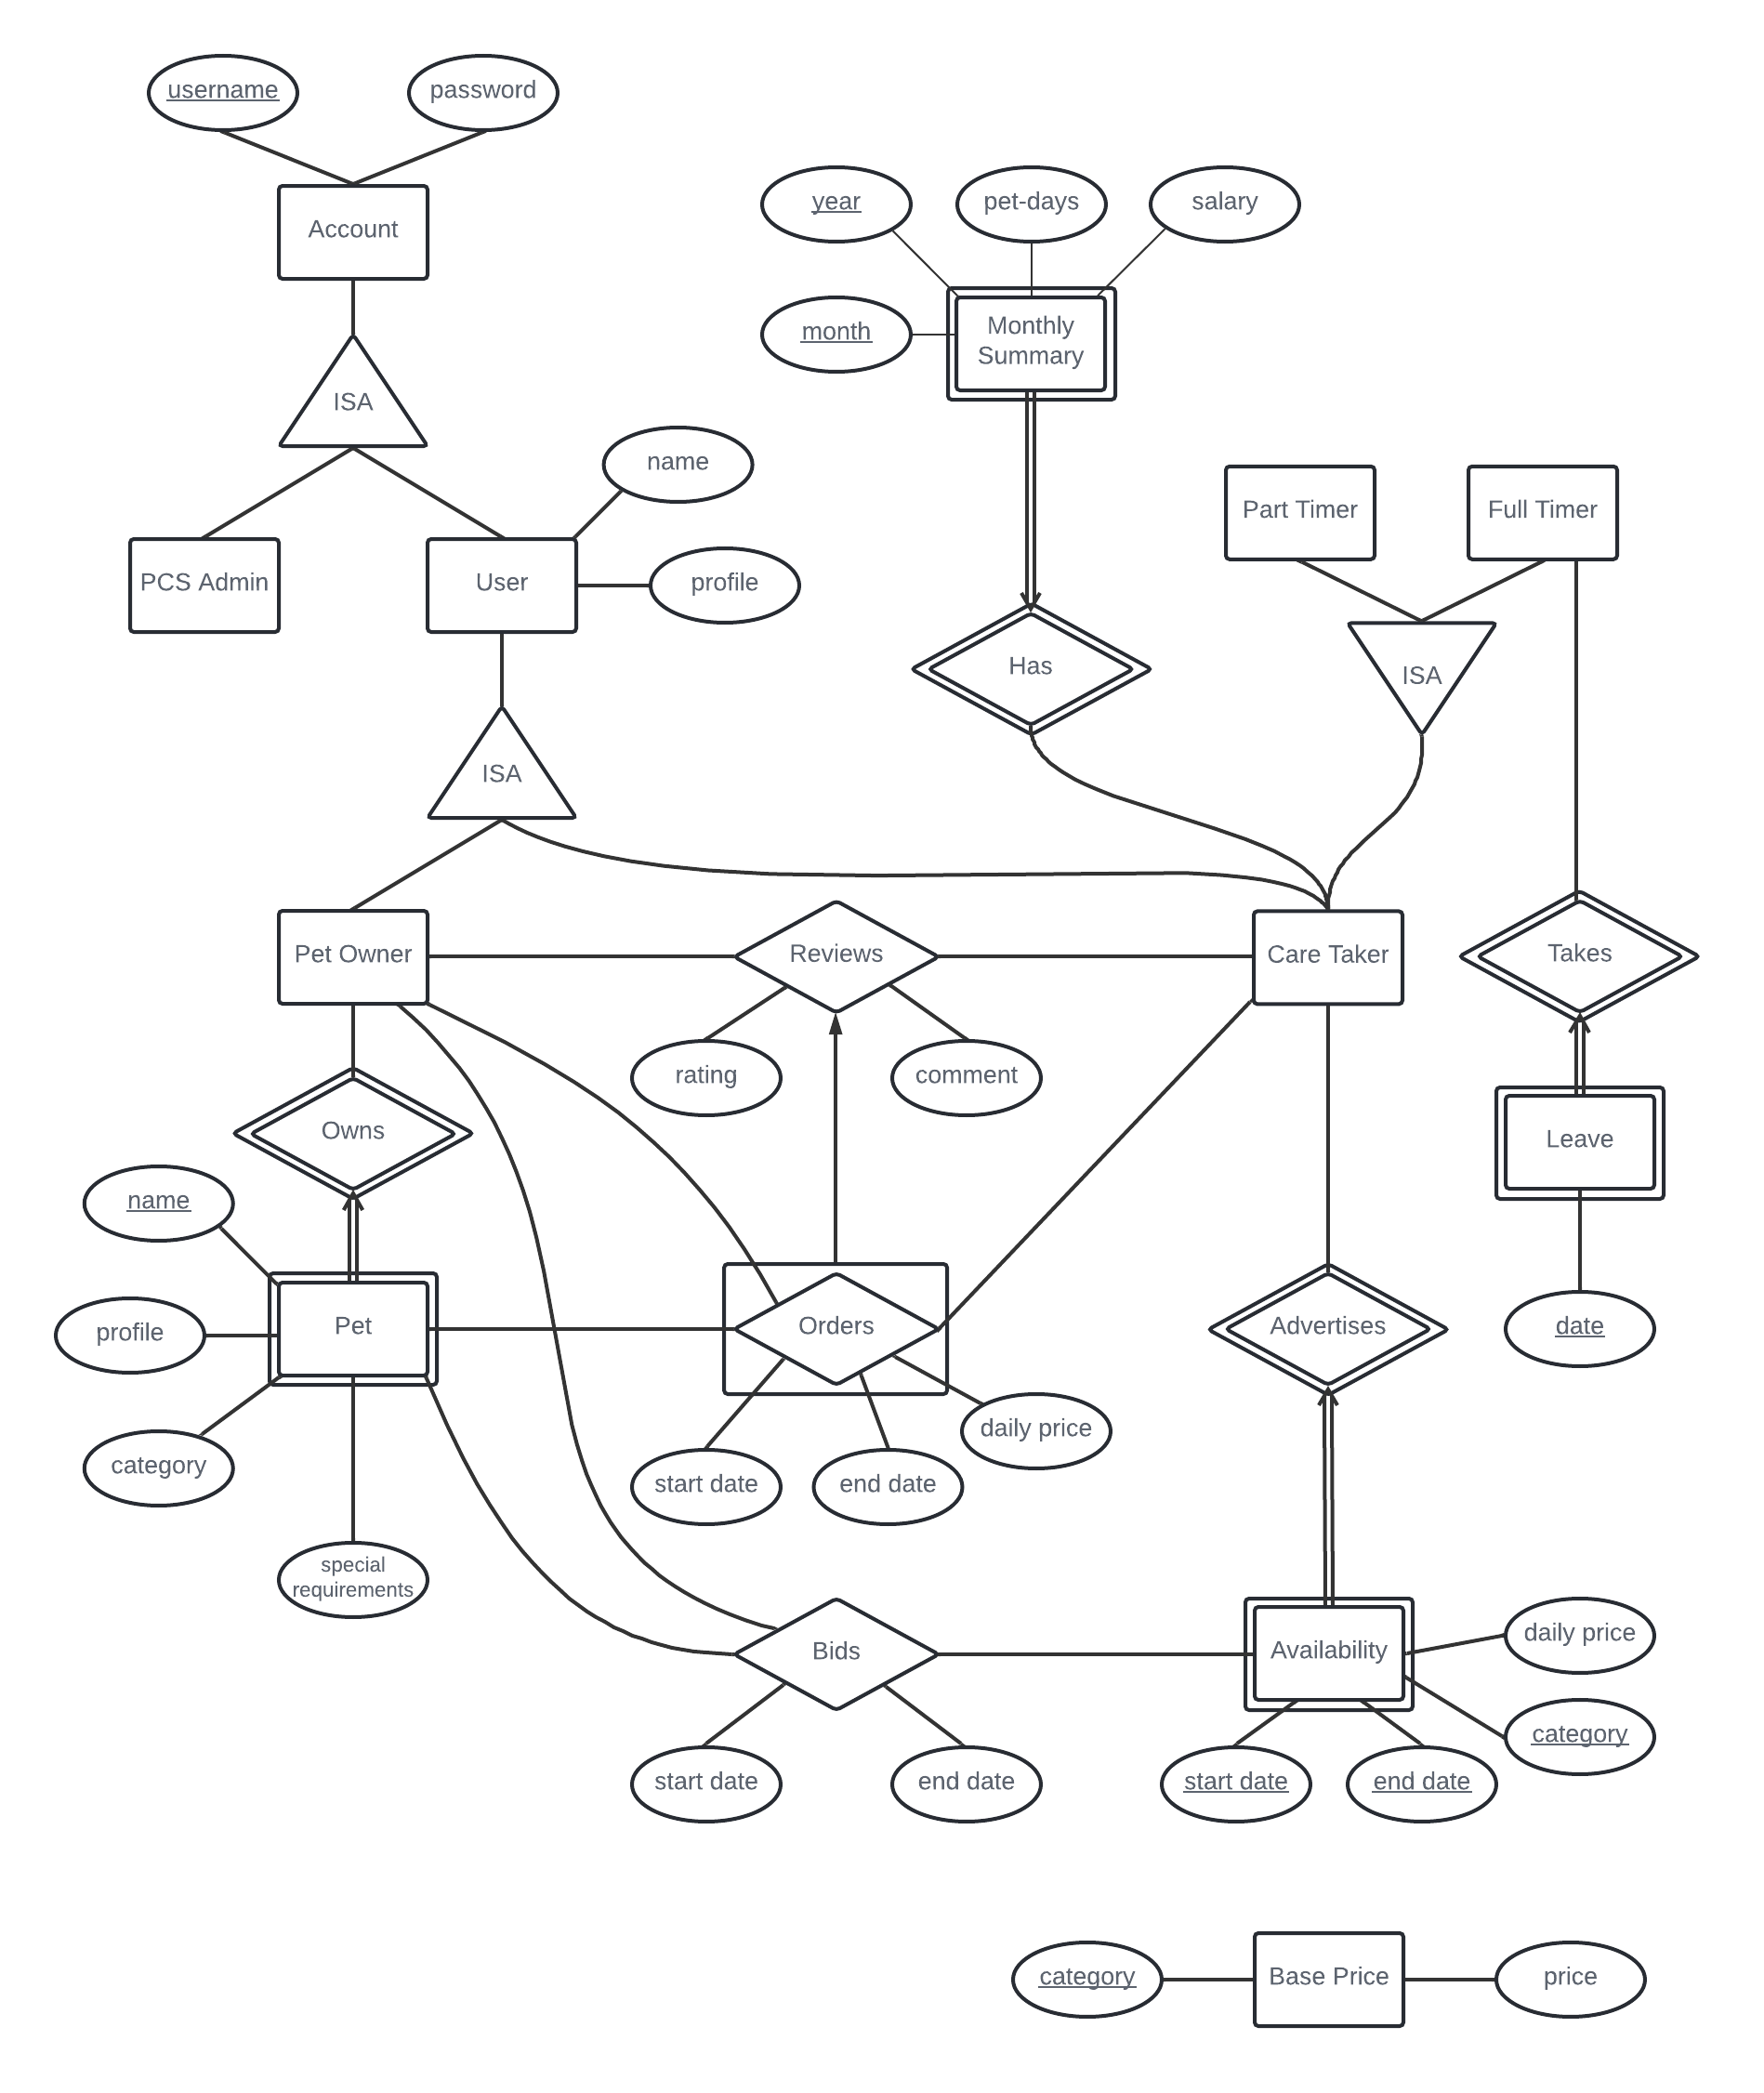 username
password
Account
year
pet-days
salary
month
Monthly
Summary
ISA
name
Part Timer
Full Timer
PCS Admin
User
profile
Has
ISA
ISA
Pet Owner
Reviews
Care Taker
Takes
rating
comment
Owns
Leave
name
profile
Pet
Orders
Advertises
date
category
daily price
start date
end date
special
requirements
Bids
Availability
daily price
category
start date
end date
start date
end date
category
Base Price
price